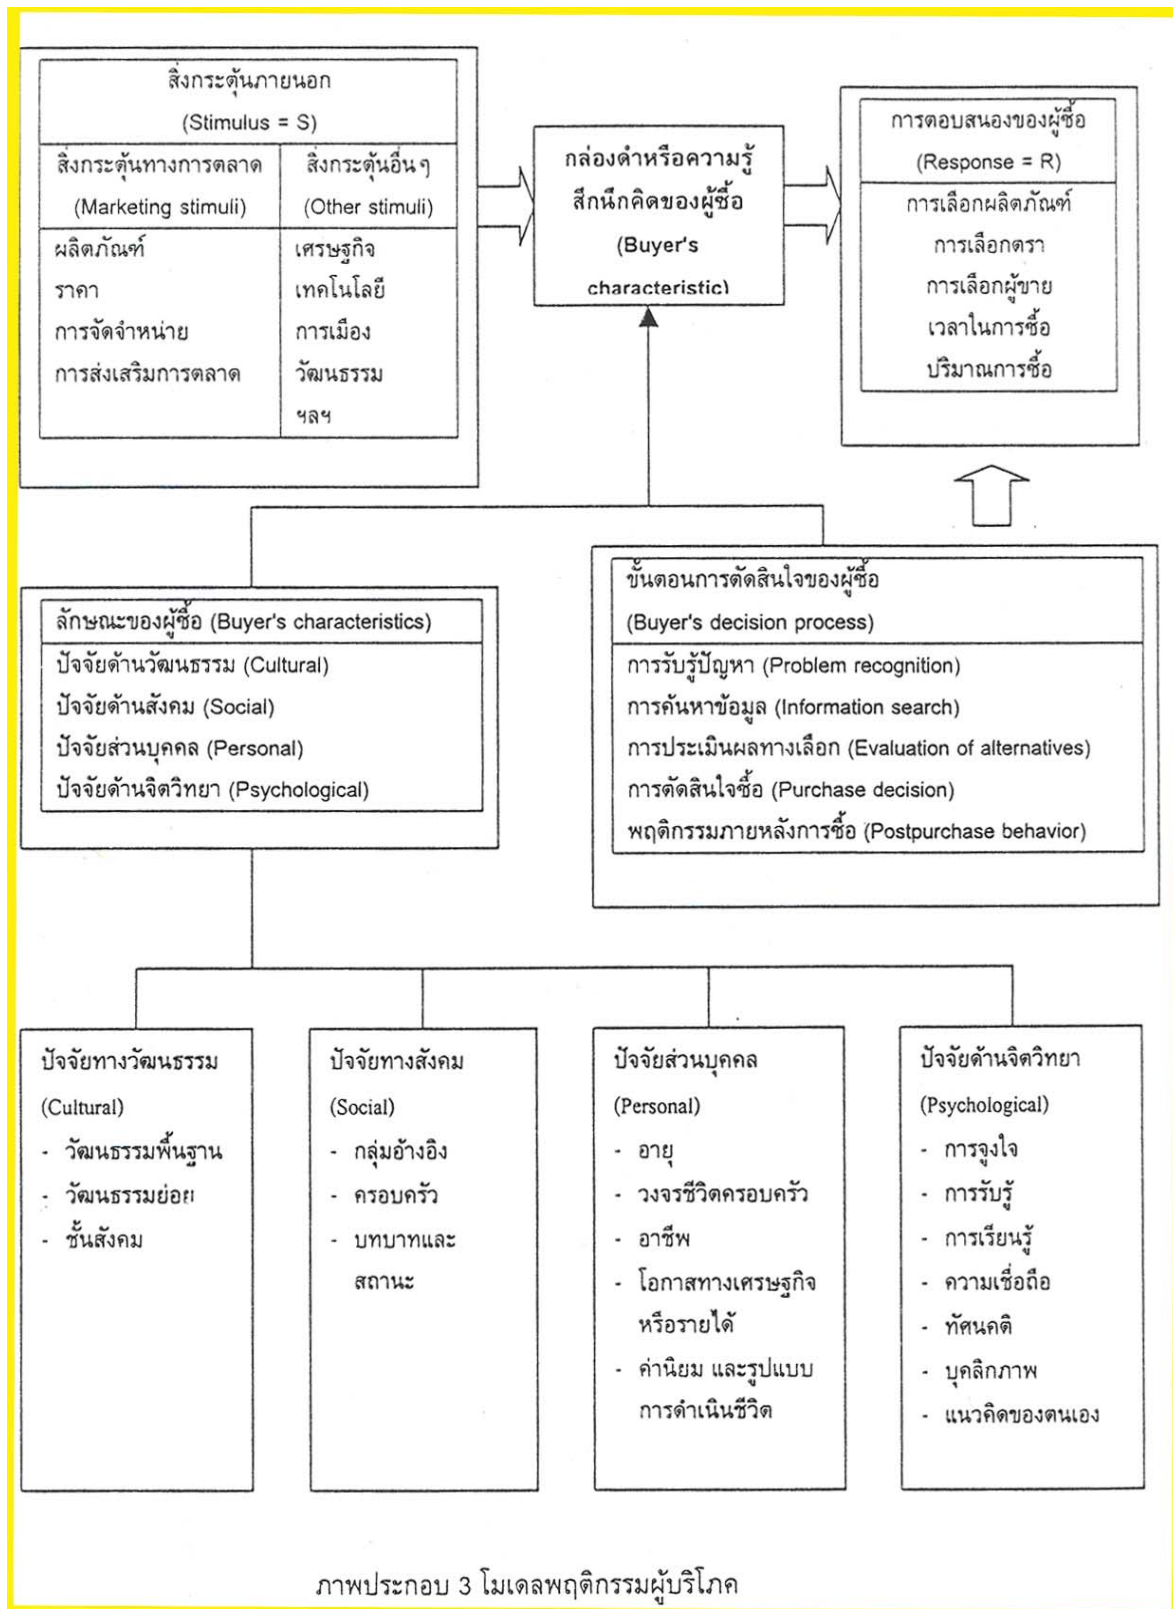 สิ่งกระตุ้นภายนอก
(Stimulus = S)
สิ่งกระตุ้นทางการตลาด
(Marketing stimuli)
ผลิตภัณฑ์
ราคา
การจัดจำหน่าย
การส่งเสริมการตลาด
สิ่งกระตุ้นอื่นๆ
(Other stimuli)
เศรษฐกิจ
เทคโนโลยี
การเมือง
วัฒนธรรม
ฯลฯ
กล่องดำหรือความรู้
สึกนึกคิดของผู้ซื้อ
(Buyer's
characteristic)
การตอบสนองของผู้ซื้อ
(Response = R)
การเลือกผลิตภัณฑ์
การเลือกตรา
การเลือกผู้ขาย
เวลาในการซื้อ
ปริมาณการซื้อ
ลักษณะของผู้ซื้อ (Buyer's characteristics)
ปัจจัยด้านวัฒนธรรม (Cultural)
ปัจจัยด้านสังคม (Social)
ปัจจัยส่วนบุคคล (Personal)
ปัจจัยด้านจิตวิทยา (Psychological)
ขั้นตอนการตัดสินใจของผู้ซื้อ
(Buyer's decision process)
การรับรู้ปัญหา (Problem recognition)
การค้นหาข้อมูล (Information search)
การประเมินผลทางเลือก (Evaluation of alternatives)
การตัดสินใจซื้อ (Purchase decision)
พฤติกรรมภายหลังการซื้อ (Postpurchase behavior)
ปัจจัยทางวัฒนธรรม
(Cultural)
- วัฒนธรรมพื้นฐาน
- วัฒนธรรมย่อย
- ชั้นสังคม
ปัจจัยทางสังคม
(Social)
- กลุ่มอ้างอิง
- ครอบครัว
- บทบาทและ
สถานะ
ปัจจัยส่วนบุคคล
(Personal)
- อายุ
- วงจรชีวิตครอบครัว
- อาชีพ
- โอกาสทางเศรษฐกิจ
หรือรายได้
- ค่านิยม และรูปแบบ
การดำเนินชีวิต
ปัจจัยด้านจิตวิทยา
(Psychological)
- การจูงใจ
- การรับรู้
- การเรียนรู้
- ความเชื่อถือ
- ทัศนคติ
- บุคลิกภาพ
- แนวคิดของตนเอง
ภาพประกอบ 3 โมเดลพฤติกรรมผู้บริโภค